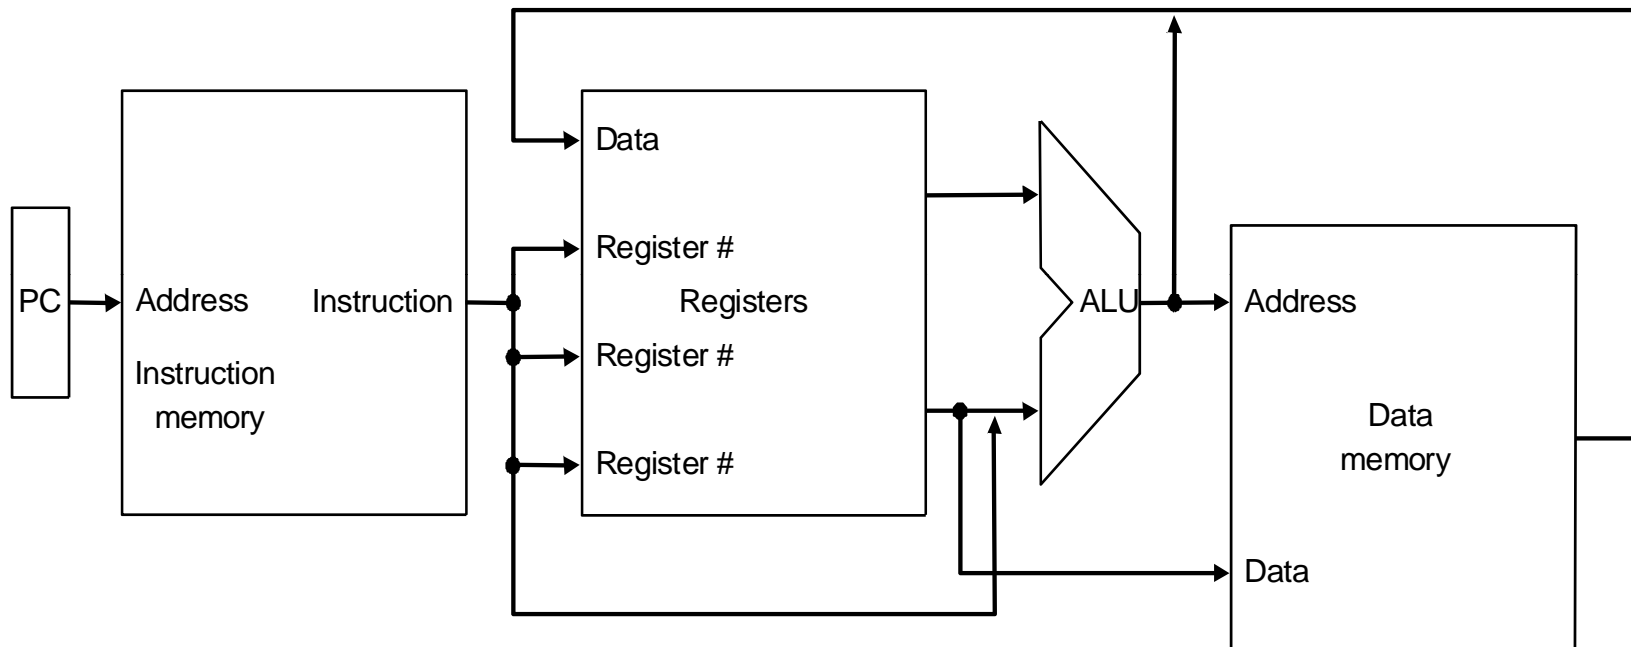 PC
Address
Instruction
Instruction
memory
Data
Register #
Registers
Register #
Register #
ALU
Address
Data
memory
Data